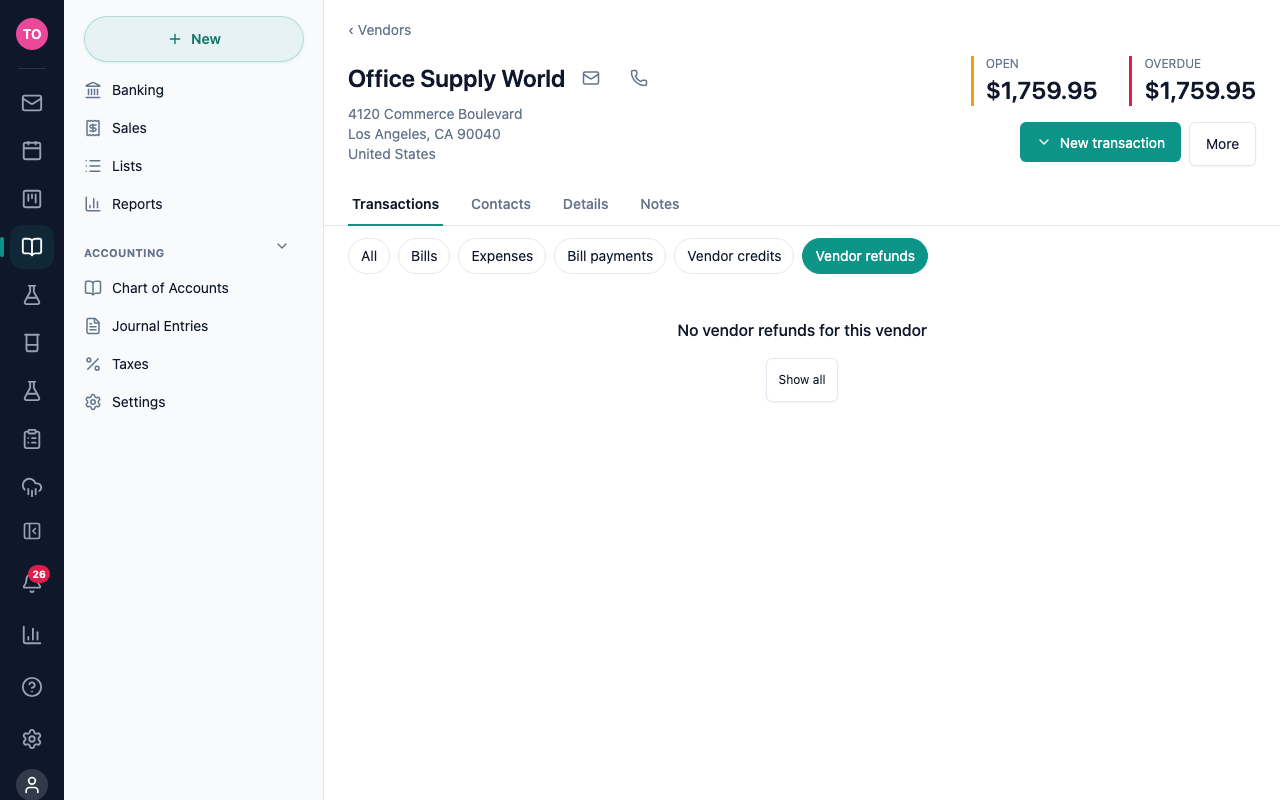 TO
26
New
Banking
Sales
Lists
Reports
ACCOUNTING
Chart of Accounts
Journal Entries
Taxes
Settings
‹ Vendors
Office Supply World
4120 Commerce Boulevard
Los Angeles, CA 90040
United States
OPEN
$1,759.95
OVERDUE
$1,759.95
New transaction
More
Transactions Contacts Details Notes
All Bills Expenses Bill payments Vendor credits Vendor refunds
No vendor refunds for this vendor
Show all